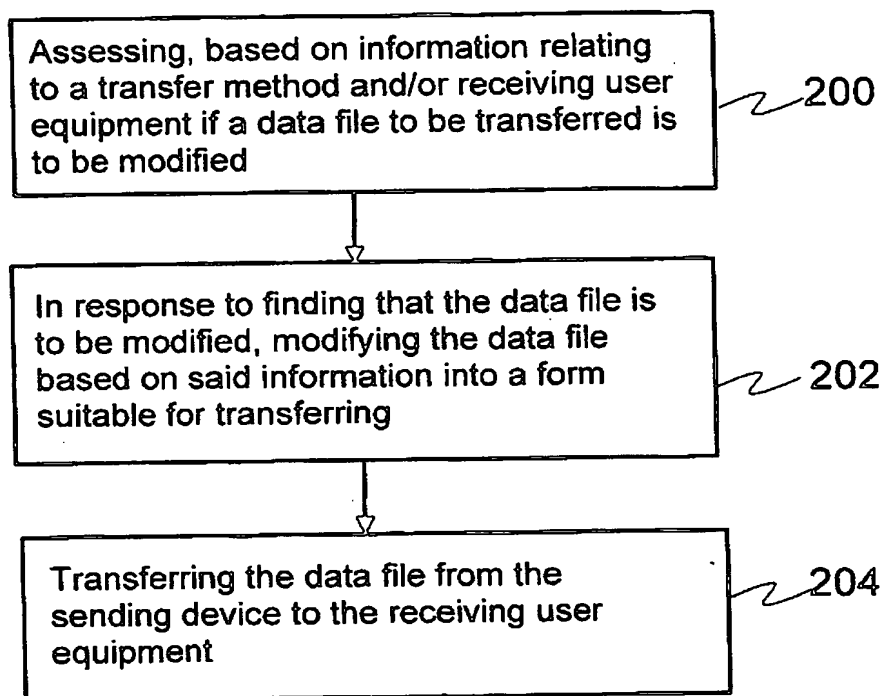 Assessing, based on information relating
to a transfer method and/or receiving user
equipment if a data file to be transferred is
to be modified
200
In response to finding that the data file is
to be modified, modifying the data file
based on said information into a form
suitable for transferring
202
Transferring the data file from the
sending device to the receiving user
equipment
204